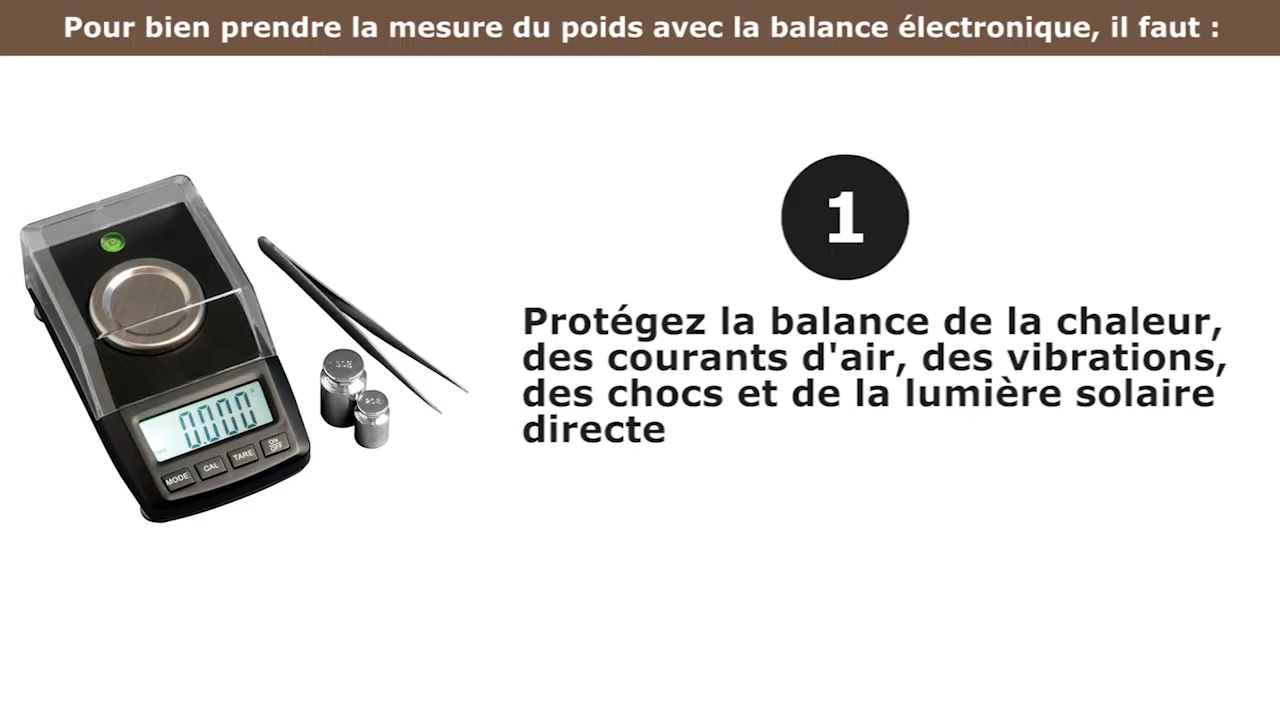 Pour bien prendre la mesure du poids avec la balance électronique, il faut :
1
Protégez la balance de la chaleur,
des courants d'air, des vibrations,
des chocs et de la lumière solaire
directe
0.000
MODE
CAL
TARE
ON
OFF